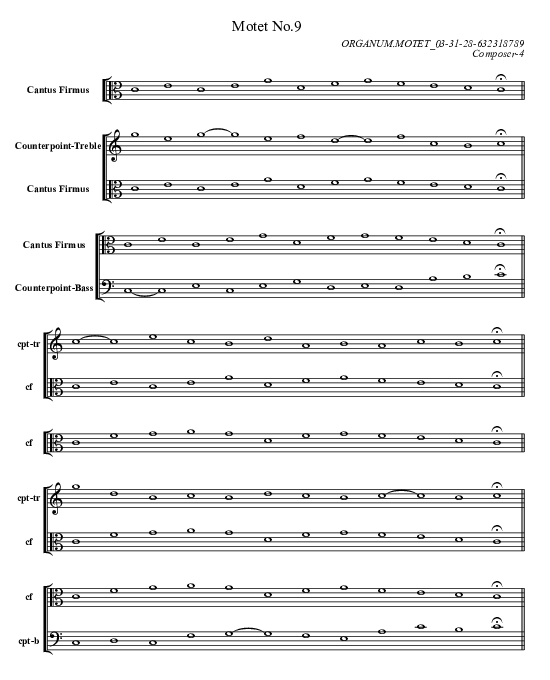 Motet No.9
ORGANUM.MOTET_03-31-28-632318789
Composer-4
Cantus Firmus
Counterpoint-Treble
Cantus Firmus
Cantus Firmus
Counterpoint-Bass
cpt-tr
cf
cf
cpt-tr
cf
cf
cpt-b